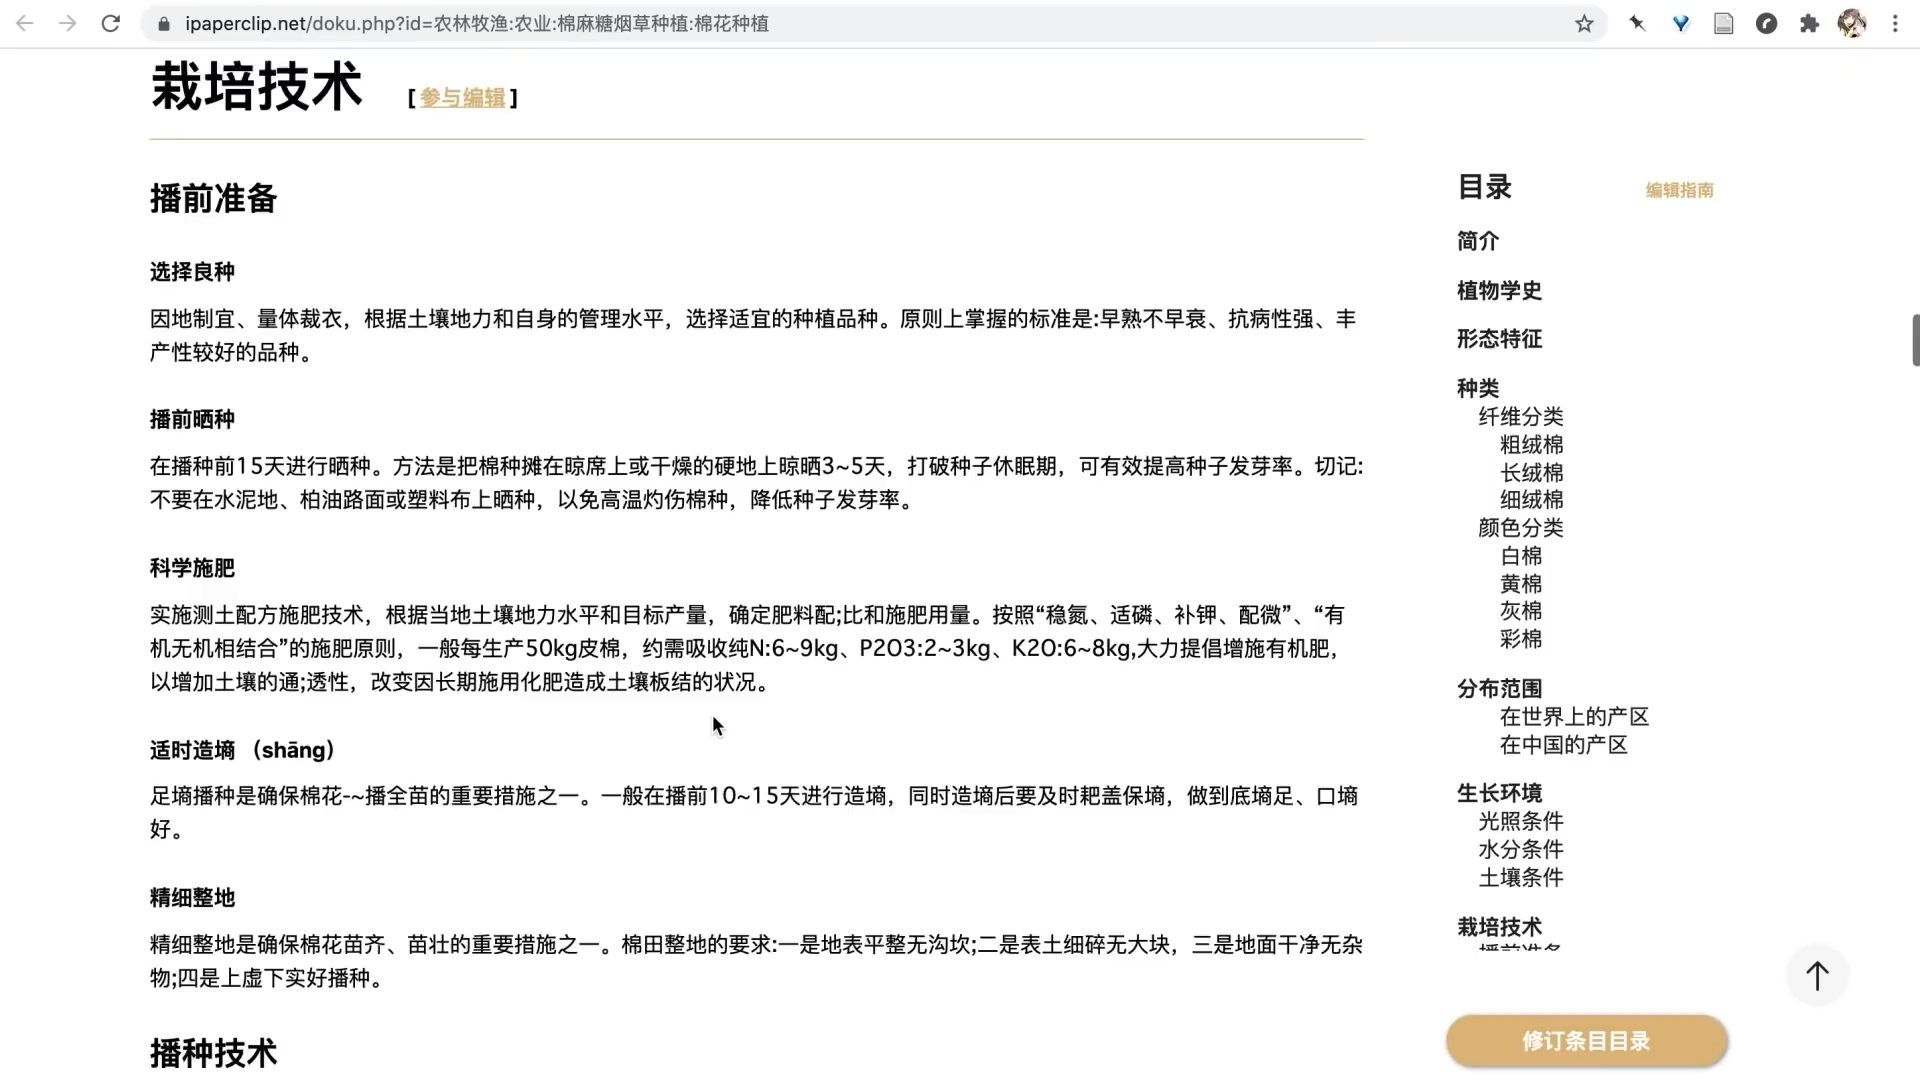 ipaperclip.net/doku.php?id=农林牧渔:农业:棉麻糖烟草种植:棉花种植
栽培技术 [参与编辑]
播前准备
选择良种
因地制宜、量体裁衣，根据土壤地力和自身的管理水平，选择适宜的种植品种。原则上掌握的标准是:早熟不早衰、抗病性强、丰
产性较好的品种。
播前晒种
在播种前15天进行晒种。方法是把棉种摊在晾席上或干燥的硬地上晾晒3~5天，打破种子休眠期，可有效提高种子发芽率。切记:
不要在水泥地、柏油路面或塑料布上晒种，以免高温灼伤棉种，降低种子发芽率。
科学施肥
实施测土配方施肥技术，根据当地土壤地力水平和目标产量，确定肥料配;比和施肥用量。按照“稳氮、适磷、补钾、配微”、“有
机无机相结合”的施肥原则，一般每生产50kg皮棉，约需吸收纯N:6~9kg、P2O3:2~3kg、K2O:6~8kg,大力提倡增施有机肥，
以增加土壤的通;透性，改变因长期施用化肥造成土壤板结的状况。
适时造墒 （shāng）
足墒播种是确保棉花-~播全苗的重要措施之一。一般在播前10~15天进行造墒，同时造墒后要及时耙盖保墒，做到底墒足、口墒
好。
精细整地
精细整地是确保棉花苗齐、苗壮的重要措施之一。棉田整地的要求:一是地表平整无沟坎;二是表土细碎无大块，三是地面干净无杂
物;四是上虚下实好播种。
播种技术
目录 编辑指南
简介
植物学史
形态特征
种类
纤维分类
粗绒棉
长绒棉
细绒棉
颜色分类
白棉
黄棉
灰棉
彩棉
分布范围
在世界上的产区
在中国的产区
生长环境
光照条件
水分条件
土壤条件
栽培技术
播前准备
修订条目目录